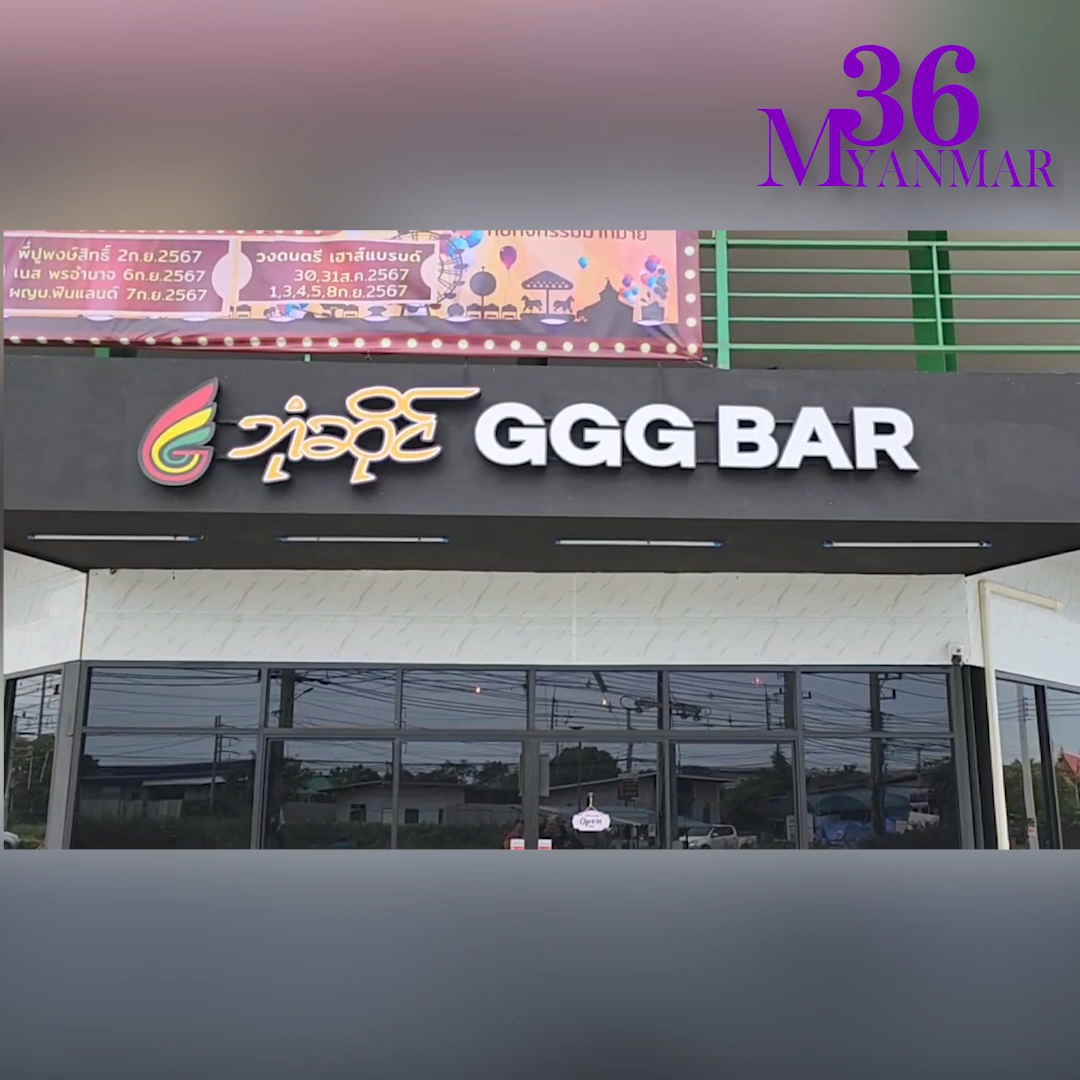 36
MYANMAR
พี่ปูพงษ์สิทธิ์ 2ก.ย.2567
เนส พรอำนาจ 6ก.ย.2567
ผญบ.ฟินแลนด์ 7ก.ย.2567
วงดนตรี เฮาส์แบรนด์
30,31ส.ค.2567
1,3,4,5,8ก.ย.2567
ဘုံဆိုင် GGG BAR
Open